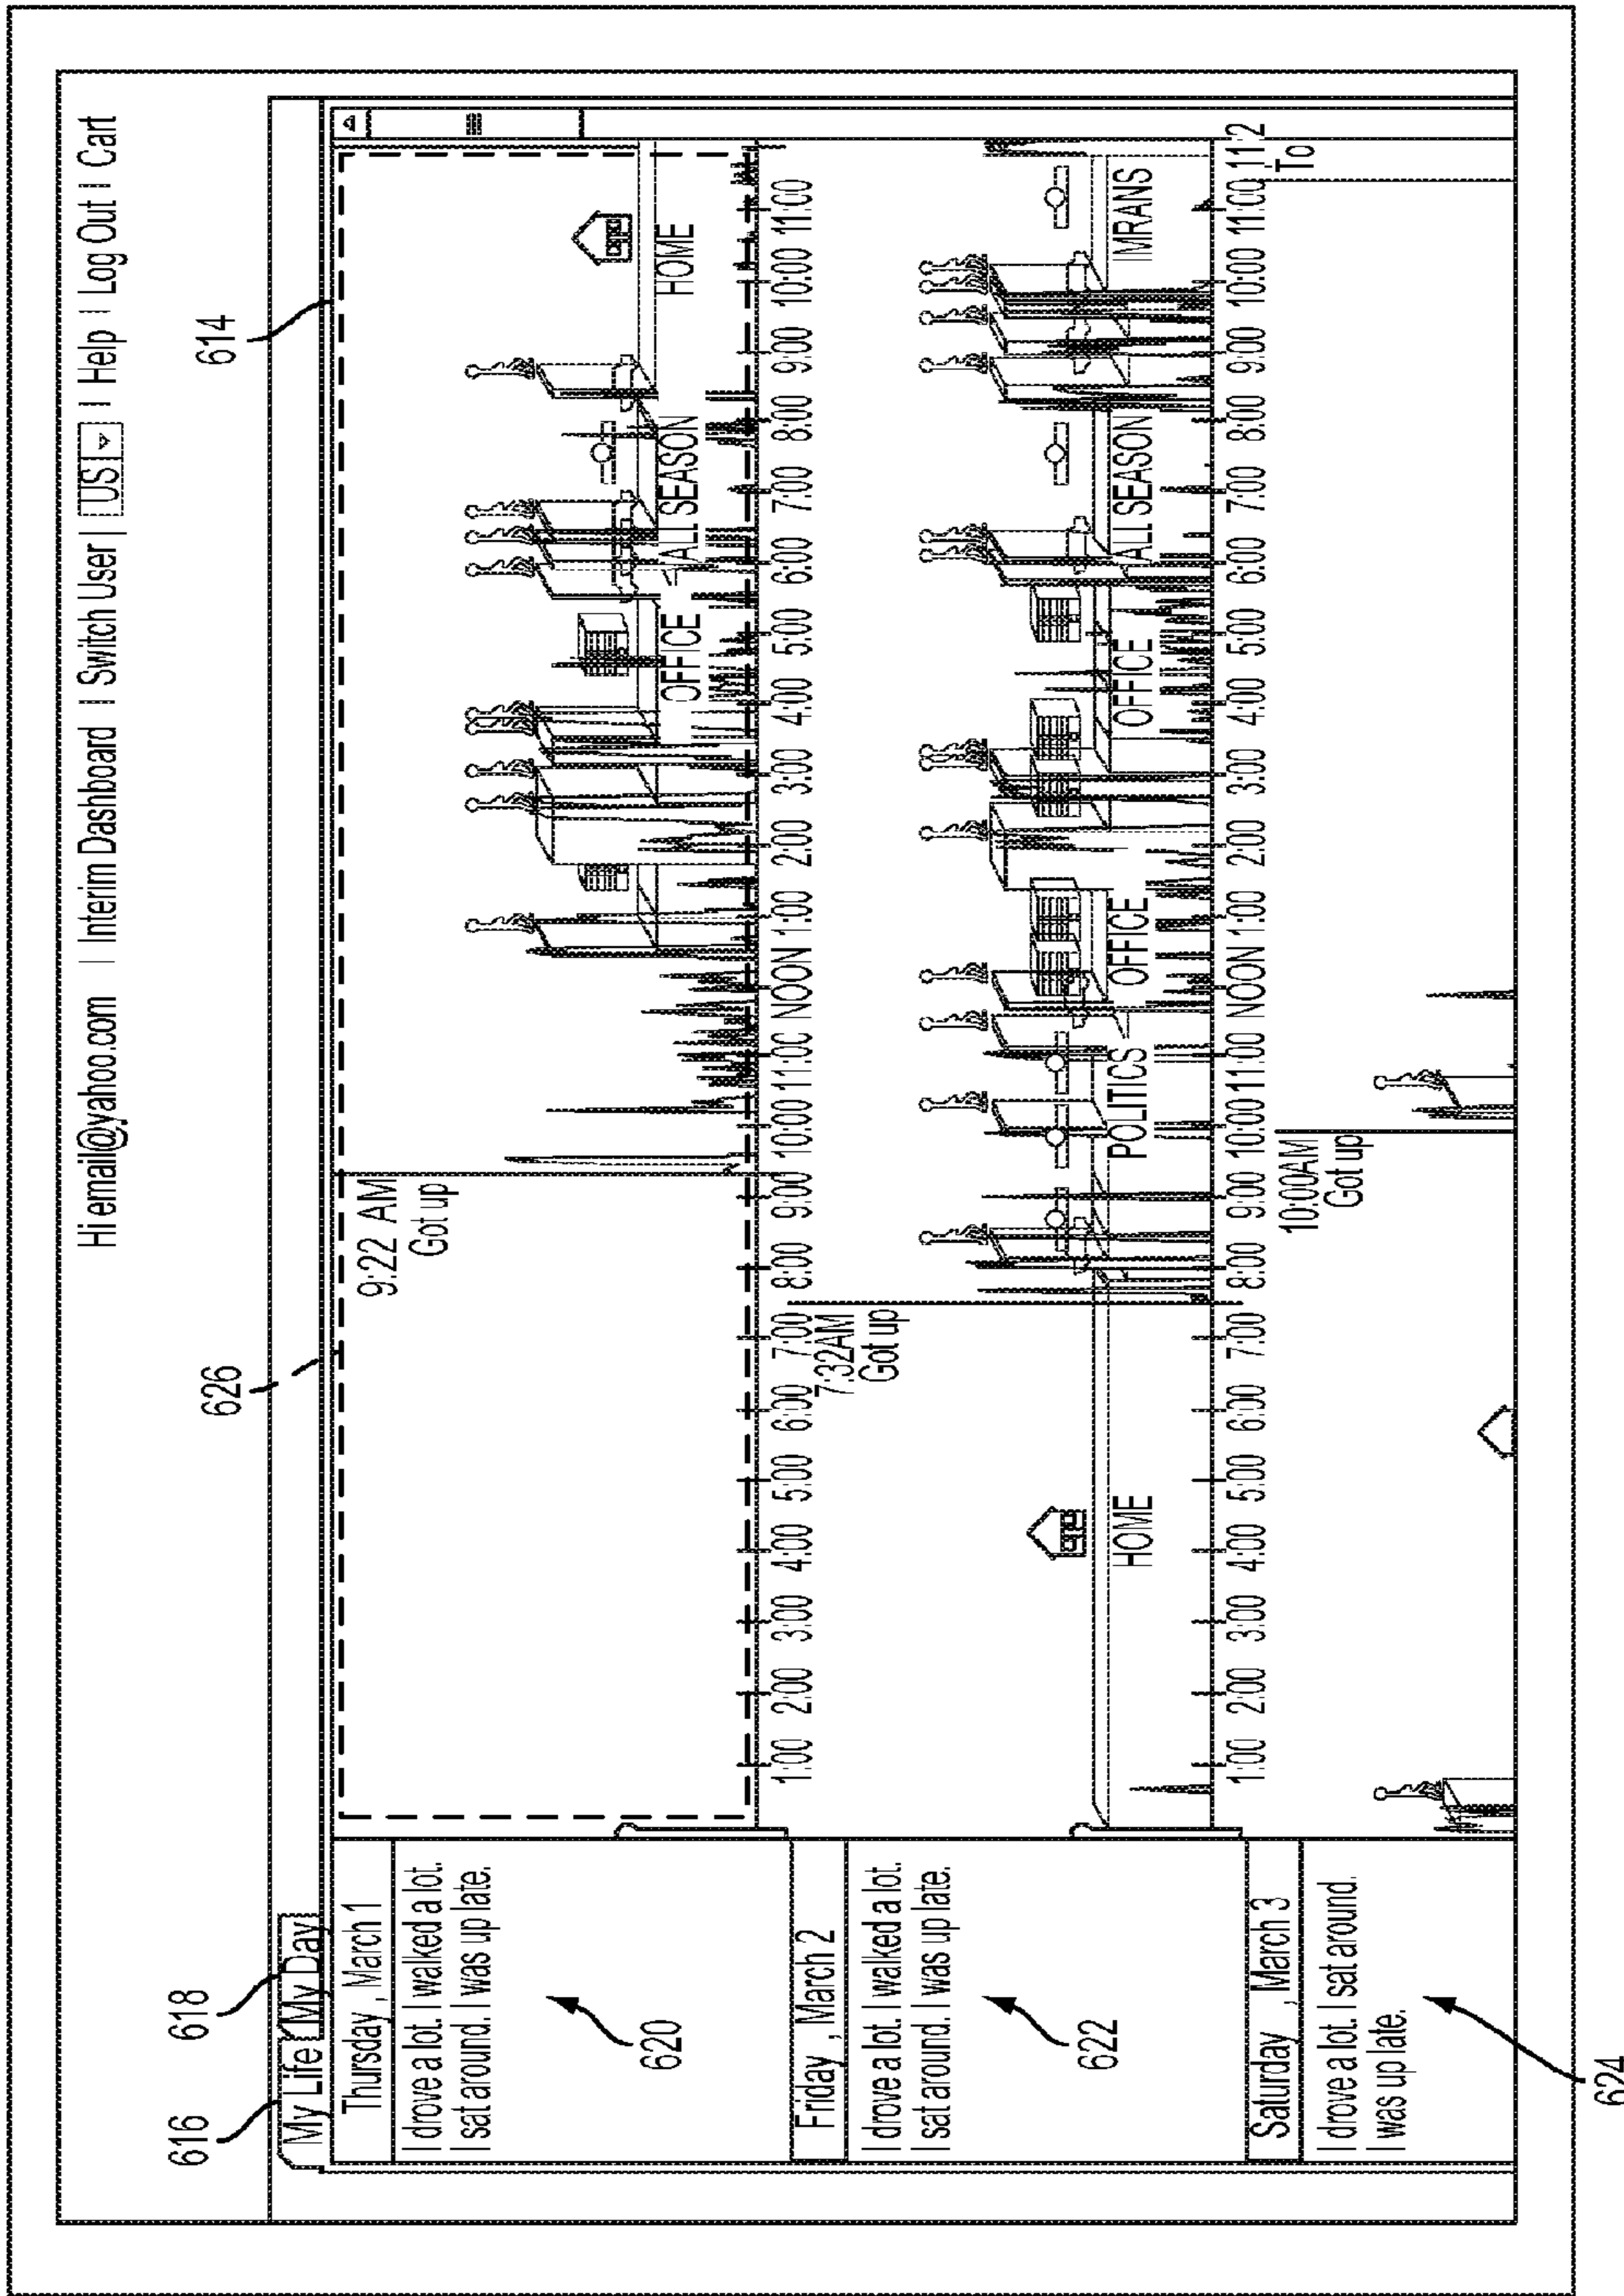 Hi email@yahoo.com | Interim Dashboard | Switch User | US | Help | Log Out | Cart
616
618
626
614
My Life
My Day
Thursday , March 1
I drove a lot. I walked a lot.
I sat around. I was up late.
620
9:22 AM
Got up
OFFICE
ALL SEASON
HOME
1:00 2:00 3:00 4:00 5:00 6:00 7:00 8:00 9:00 10:00 11:00 NOON 1:00 2:00 3:00 4:00 5:00 6:00 7:00 8:00 9:00 10:00 11:00
Friday , March 2
I drove a lot. I walked a lot.
I sat around. I was up late.
622
7:32AM
Got up
HOME
POLITICS
OFFICE
OFFICE
ALL SEASON
IMRANS
1:00 2:00 3:00 4:00 5:00 6:00 7:00 8:00 9:00 10:00 11:00 NOON 1:00 2:00 3:00 4:00 5:00 6:00 7:00 8:00 9:00 10:00 11:00 11:2
To
Saturday , March 3
I drove a lot. I sat around.
I was up late.
624
10:00AM
Got up